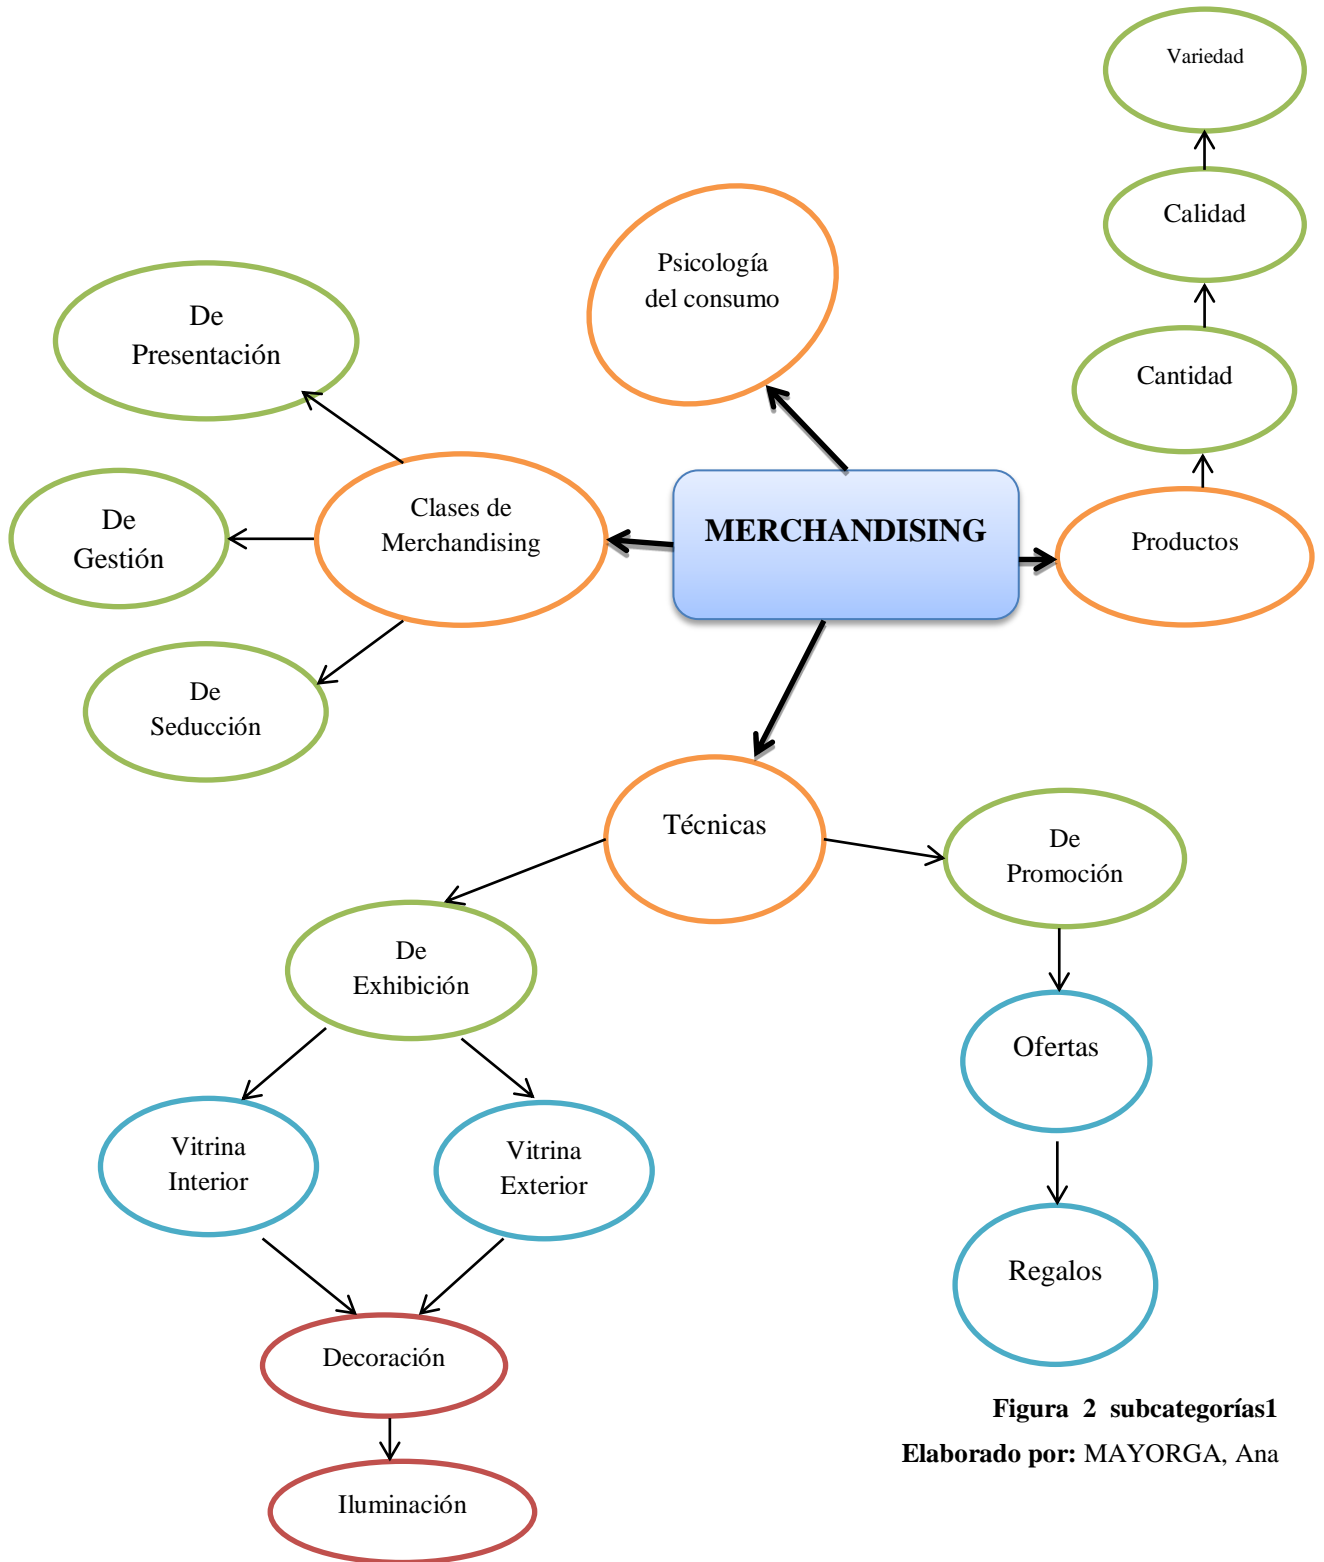 Variedad
Calidad
Psicología
del consumo
De
Presentación
Cantidad
Clases de
Merchandising
MERCHANDISING
Productos
De
Gestión
De
Seducción
Técnicas
De
Promoción
De
Exhibición
Ofertas
Vitrina
Interior
Vitrina
Exterior
Regalos
Decoración
Iluminación
Figura 2 subcategorías1
Elaborado por: MAYORGA, Ana